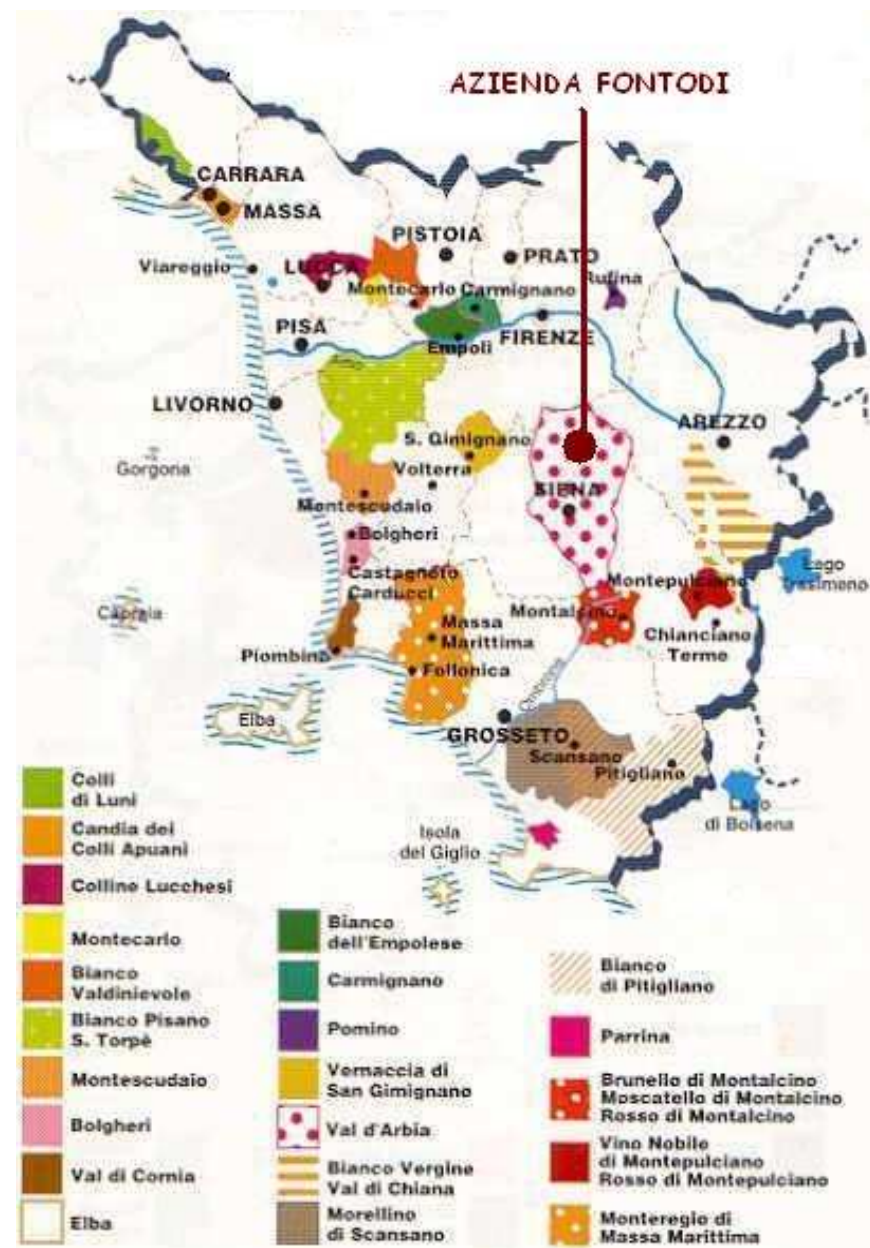 AZIENDA FONTODI
CARRARA
MASSA
PISTOIA
PRATO
Viareggio
LUCCA
Rufina
Montecarlo Carmignano
PISA
Empoli
FIRENZE
LIVORNO
AREZZO
S. Gimignano
Gorgona
Volterra
SIENA
Montescudaio
Bolgheri
Lago
Trasimeno
Castagneto
Carducci
Montepulciano
Capraia
Montalcino
Massa
Marittima
Chianciano
Terme
Piombino
Follonica
Ombrone
Elba
GROSSETO
Scansano
Pitigliano
Lago
di Bolsena
Isola
del Giglio
Colli
di Luni
Candia dei
Colli Apuani
Colline Lucchesi
Montecarlo
Bianco
Valdinievole
Bianco Pisano
S. Torpè
Montescudaio
Bolgheri
Val di Cornia
Elba
Bianco
dell'Empolese
Carmignano
Pomino
Vernaccia di
San Gimignano
Val d'Arbia
Bianco Vergine
Val di Chiana
Morellino
di Scansano
Bianco
di Pitigliano
Parrina
Brunello di Montalcino
Moscatello di Montalcino
Rosso di Montalcino
Vino Nobile
di Montepulciano
Rosso di Montepulciano
Monteregio di
Massa Marittima